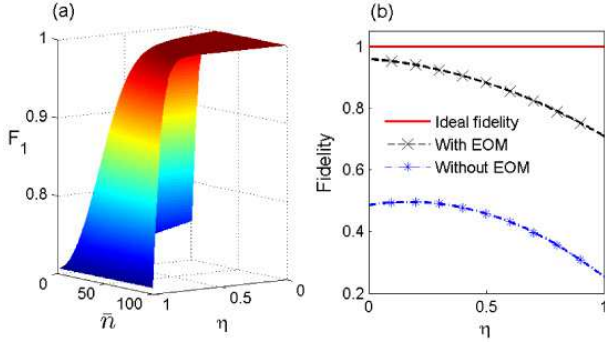 (a)
1
0.9
F1
0.8
0
50
100
n̄
1
0.5
0
η
(b)
1
0.8
0.6
0.4
0.2
Fidelity
Ideal fidelity
With EOM
Without EOM
0
0.5
1
η